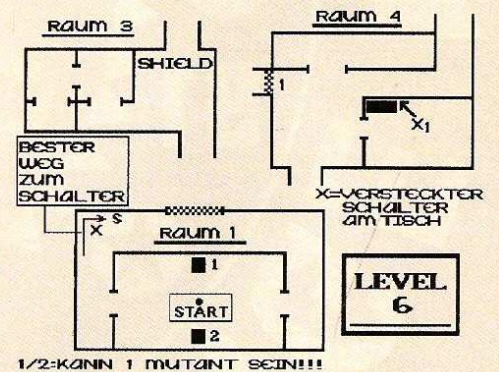 RAUM 3
SHIELD
RAUM 4
1
X1
BESTER
WEG
ZUM
SCHALTER
X=VERSTECKTER
SCHALTER
AM TISCH
S
X
RAUM 1
1
START
2
LEVEL
6
1/2:KANN 1 MUTANT SEIN!!!